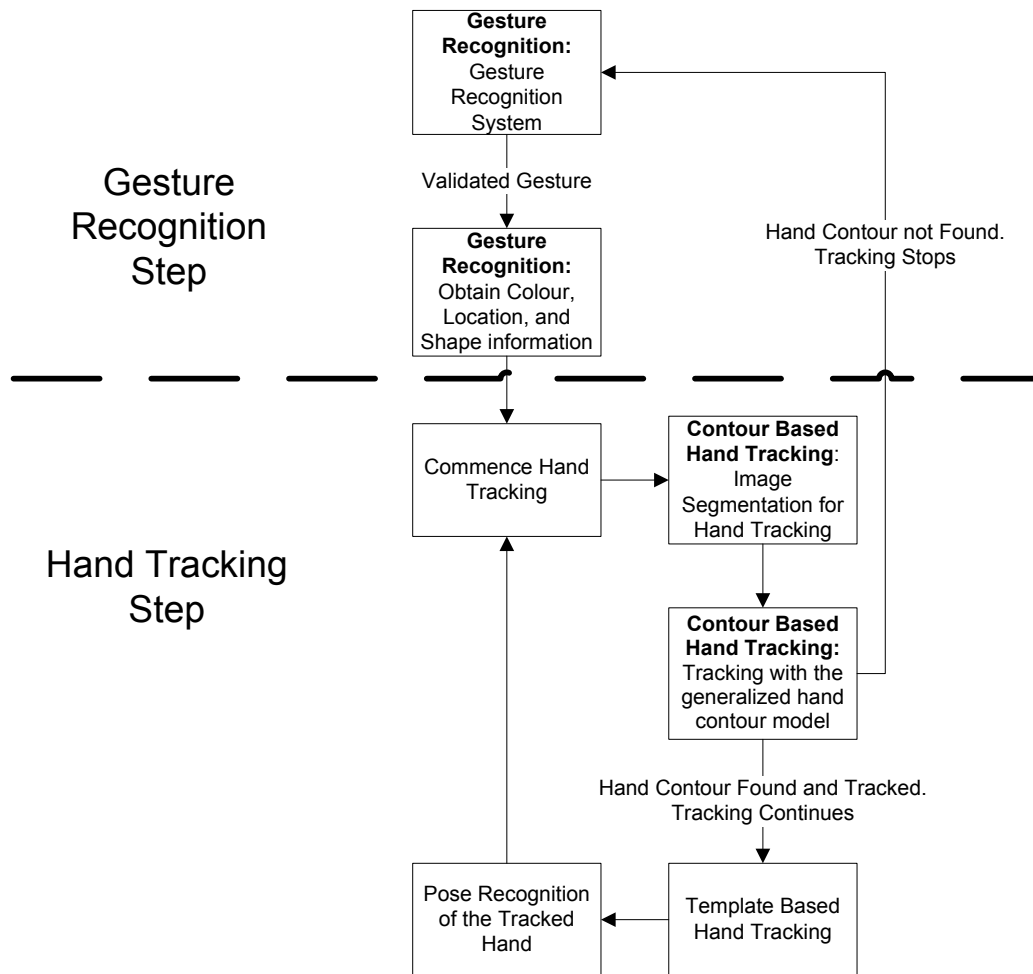 Gesture
Recognition:
Gesture
Recognition
System
Validated Gesture
Gesture
Recognition
Step
Hand Contour not Found.
Tracking Stops
Gesture
Recognition:
Obtain Colour,
Location, and
Shape information
Commence Hand
Tracking
Contour Based
Hand Tracking:
Image
Segmentation for
Hand Tracking
Hand Tracking
Step
Contour Based
Hand Tracking:
Tracking with the
generalized hand
contour model
Hand Contour Found and Tracked.
Tracking Continues
Pose Recognition
of the Tracked
Hand
Template Based
Hand Tracking